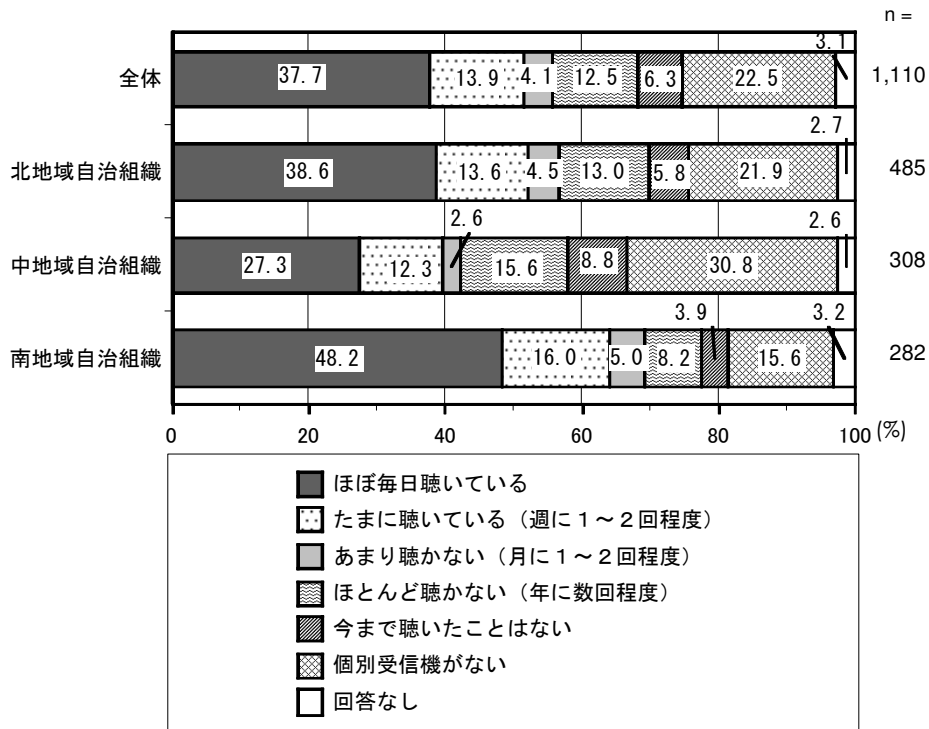 n =
3.1
全体 37.7 13.9 4.1 12.5 6.3 22.5 1,110
2.7
北地域自治組織 38.6 13.6 4.5 13.0 5.8 21.9 485
2.6 2.6
中地域自治組織 27.3 12.3 15.6 8.8 30.8 308
3.9 3.2
南地域自治組織 48.2 16.0 5.0 8.2 15.6 282
0 20 40 60 80 100 (%)
ほぼ毎日聴いている
たまに聴いている（週に１～２回程度）
あまり聴かない（月に１～２回程度）
ほとんど聴かない（年に数回程度）
今まで聴いたことはない
個別受信機がない
回答なし